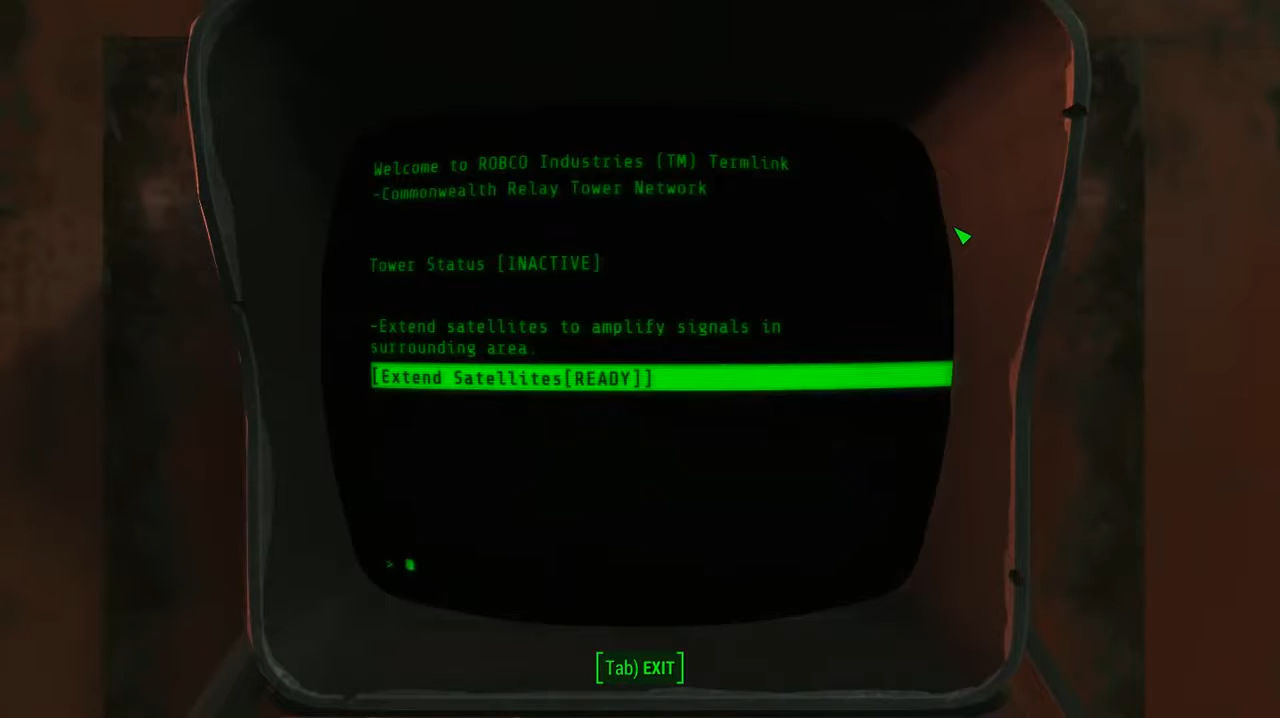 Welcome to ROBCO Industries (TM) Termlink
-Commonwealth Relay Tower Network
Tower Status [INACTIVE]
-Extend satellites to amplify signals in
surrounding area.
[Extend Satellites[READY]]
>
[Tab) EXIT]